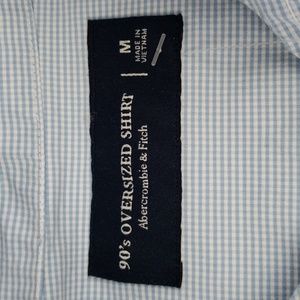 90's OVERSIZED SHIRT
Abercrombie & Fitch
M
MADE IN
VIETNAM